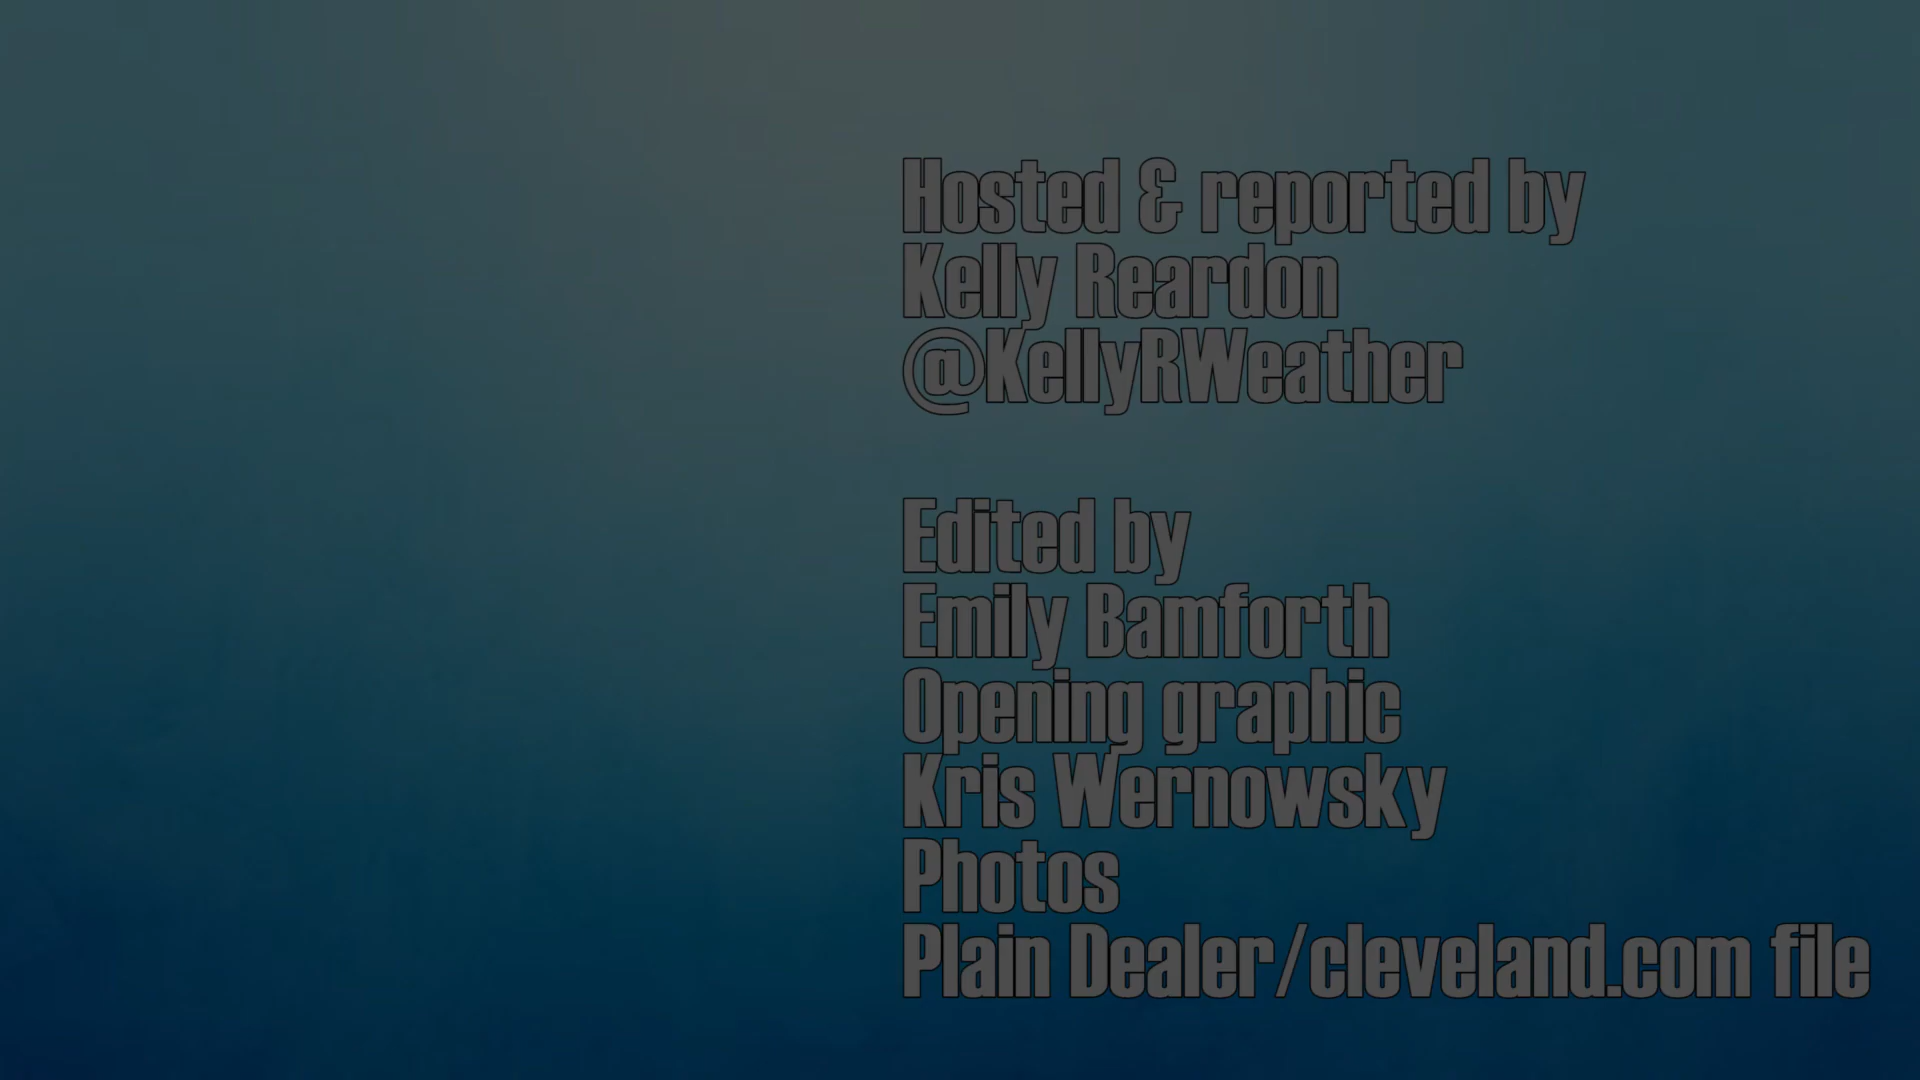 Hosted & reported by
Kelly Reardon
@KellyRWeather
Edited by
Emily Bamforth
Opening graphic
Kris Wernowsky
Photos
Plain Dealer/cleveland.com file